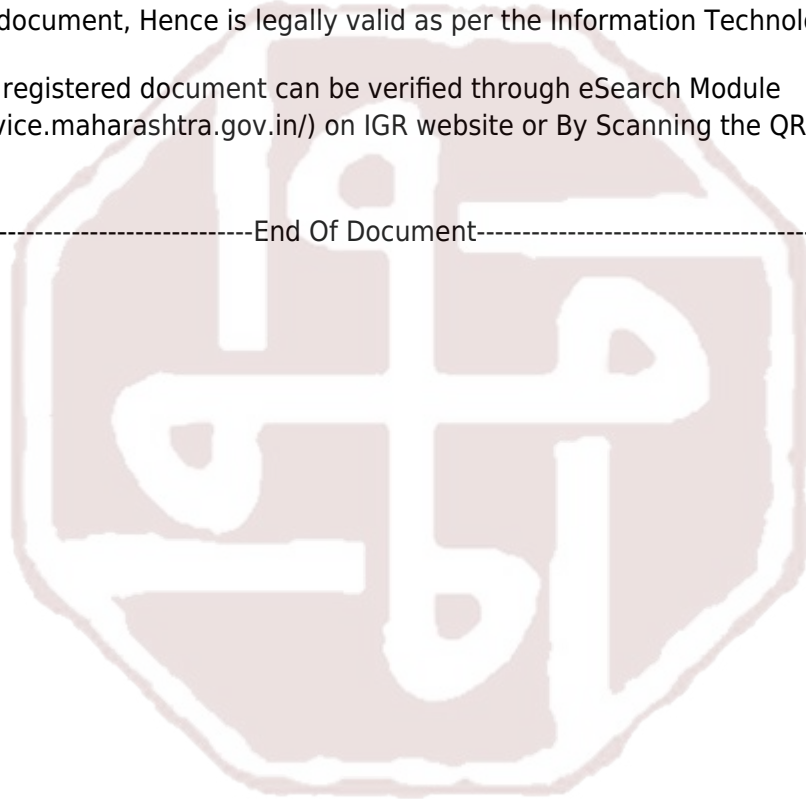 document, Hence is legally valid as per the Information Technol
registered document can be verified through eSearch Module
vice.maharashtra.gov.in/) on IGR website or By Scanning the QR
----------------------------End Of Document------------------------------------